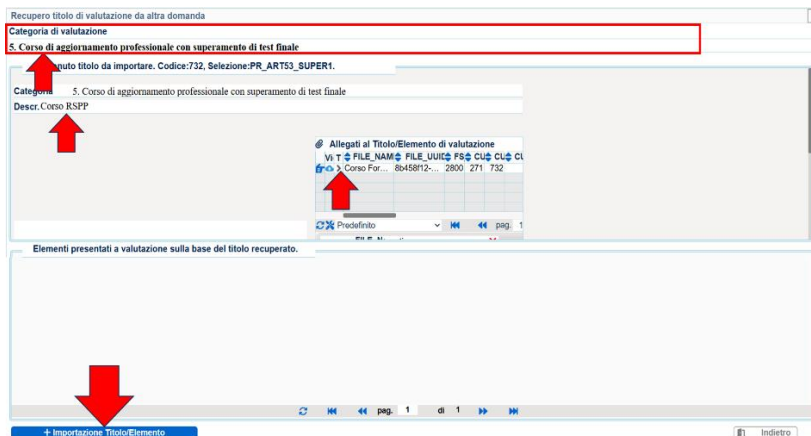 Recupero titolo di valutazione da altra domanda
Categoria di valutazione
5. Corso di aggiornamento professionale con superamento di test finale
nuto titolo da importare. Codice:732, Selezione:PR_ART53_SUPER1.
Categoria 5. Corso di aggiornamento professionale con superamento di test finale
Descr. Corso RSPP
Allegati al Titolo/Elemento di valutazione
Vi T FILE_NAM FILE_UUID FS CU CU CU
Corso For... 8b458f12-... 2800 271 732
Predefinito pag. 1
Elementi presentati a valutazione sulla base del titolo recuperato.
pag. 1 di 1
+ Importazione Titolo/Elemento
Indietro